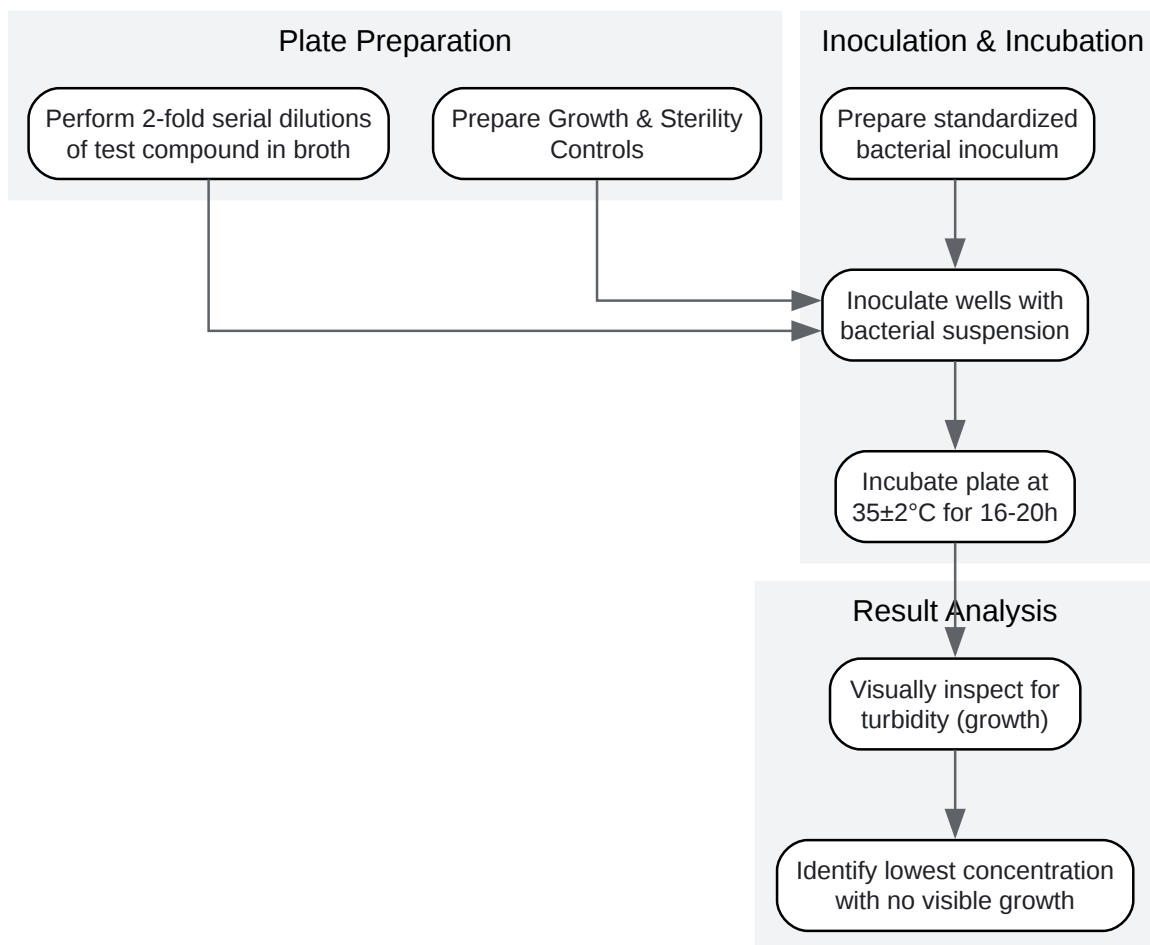 Plate Preparation
Perform 2-fold serial dilutions
of test compound in broth
Prepare Growth & Sterility
Controls
Inoculation & Incubation
Prepare standardized
bacterial inoculum
Inoculate wells with
bacterial suspension
Incubate plate at
35±2°C for 16-20h
Result Analysis
Visually inspect for
turbidity (growth)
Identify lowest concentration
with no visible growth